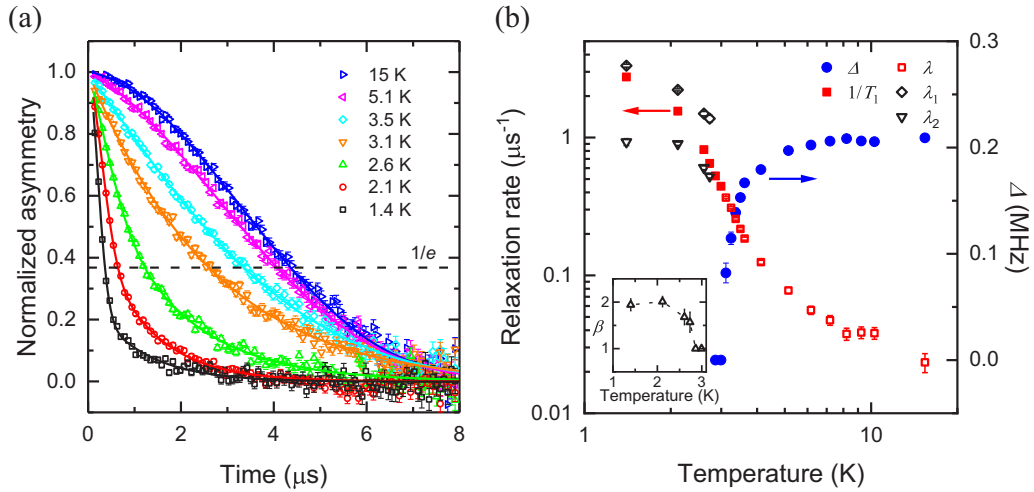 (a)
Normalized asymmetry
1.0
0.8
0.6
0.4
0.2
0.0
15 K
5.1 K
3.5 K
3.1 K
2.6 K
2.1 K
1.4 K
1/e
0 2 4 6 8
Time (μs)
(b)
Relaxation rate (μs⁻¹)
1
0.1
0.01
Δ λ
1/T₁ λ₁
λ₂
β
2
1
1 2 3
Temperature (K)
0.3
0.2
0.1
0.0
Δ (MHz)
1 10
Temperature (K)